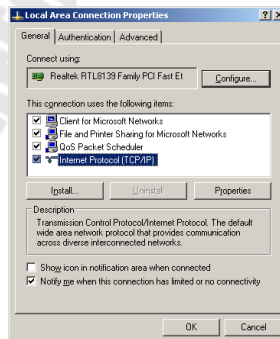 Local Area Connection Properties
General Authentication Advanced
Connect using:
Realtek RTL8139 Family PCI Fast Et
Configure...
This connection uses the following items:
Client for Microsoft Networks
File and Printer Sharing for Microsoft Networks
QoS Packet Scheduler
Internet Protocol (TCP/IP)
Install... Uninstall Properties
Description
Transmission Control Protocol/Internet Protocol. The default
wide area network protocol that provides communication
across diverse interconnected networks.
Show icon in notification area when connected
Notify me when this connection has limited or no connectivity
OK Cancel